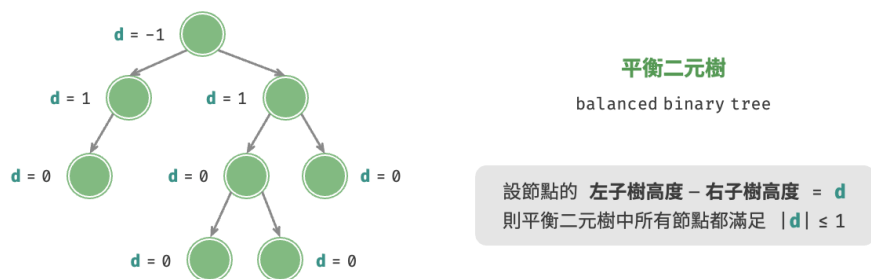 d = −1
d = 1
d = 1
d = 0
d = 0
d = 0
d = 0
d = 0
平衡二元樹
balanced binary tree
設節點的 左子樹高度 − 右子樹高度 = d
則平衡二元樹中所有節點都滿足 |d| ≤ 1